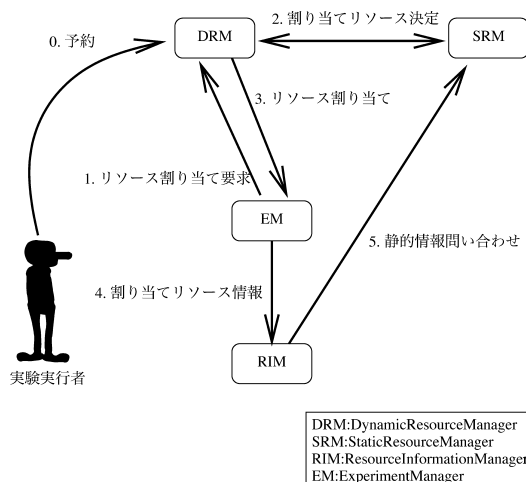 0. 予約
DRM
2. 割り当てリソース決定
SRM
3. リソース割り当て
1. リソース割り当て要求
EM
5. 静的情報問い合わせ
4. 割り当てリソース情報
RIM
実験実行者
DRM:DynamicResourceManager
SRM:StaticResourceManager
RIM:ResourceInformationManager
EM:ExperimentManager